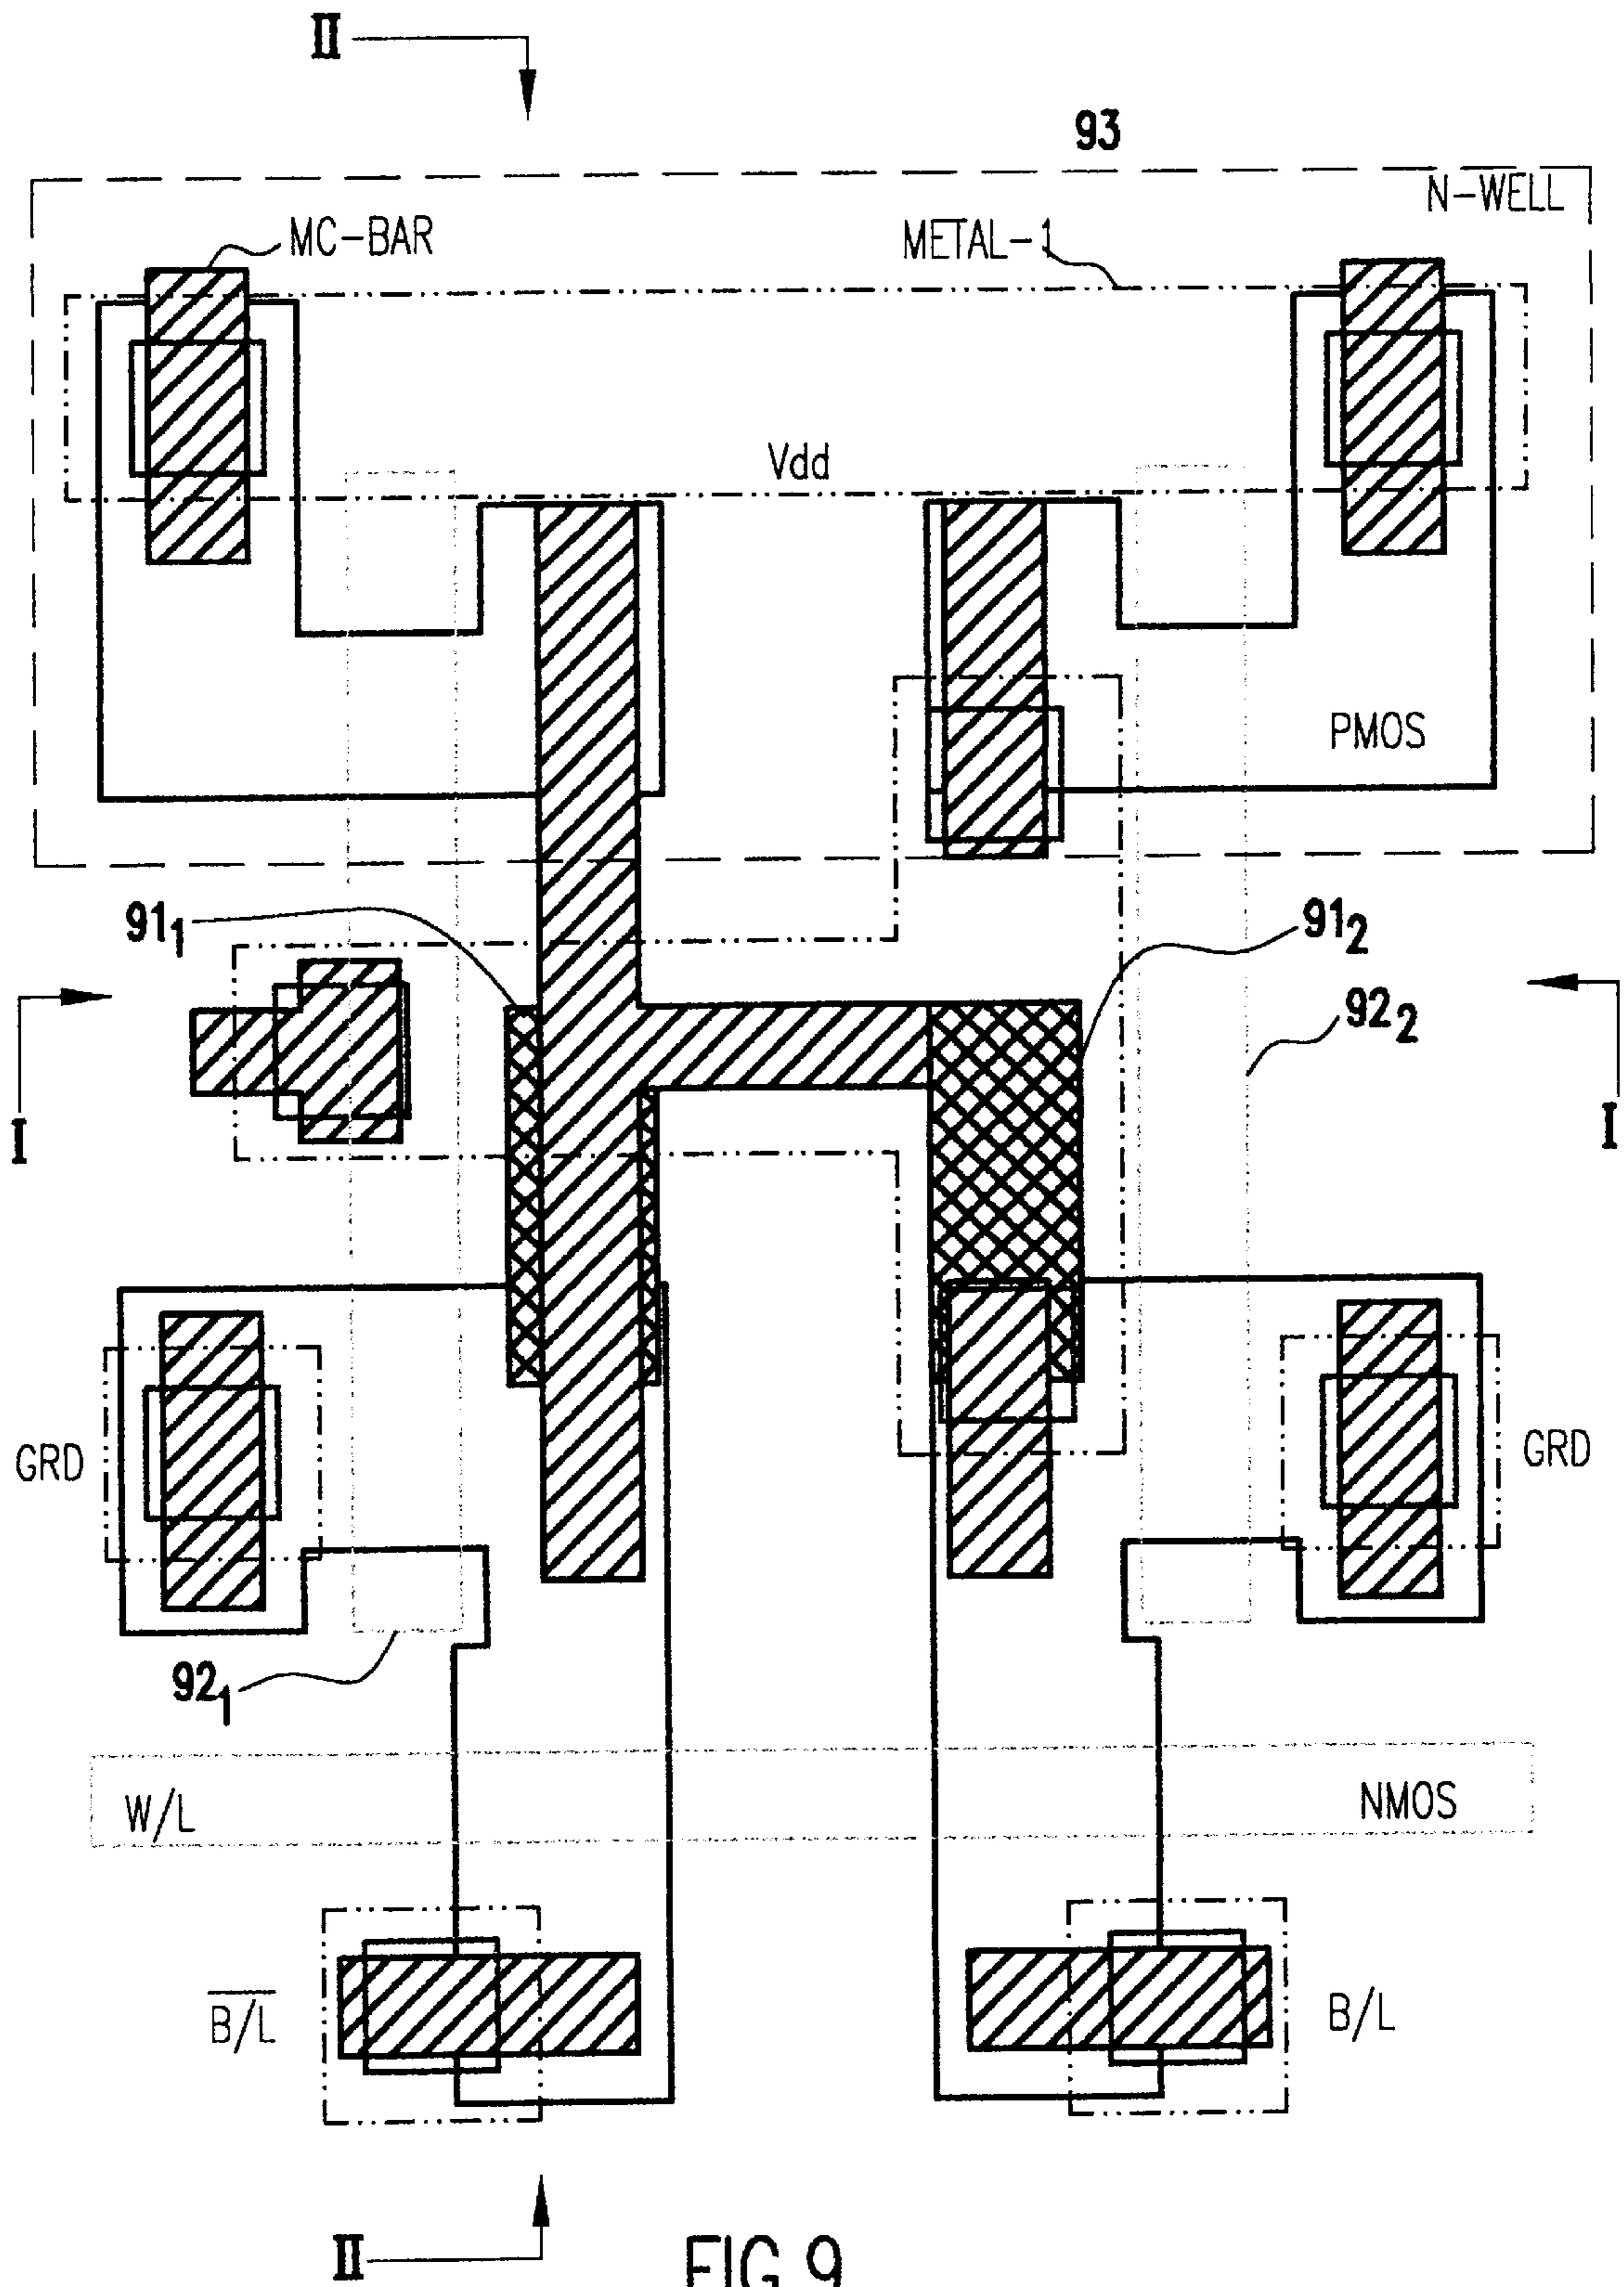 II
93
N-WELL
MC-BAR
METAL-1
Vdd
PMOS
91₁
91₂
92₂
I
I
GRD
GRD
92₁
W/L
NMOS
B̅/̅L̅
B/L
II
FIG.9